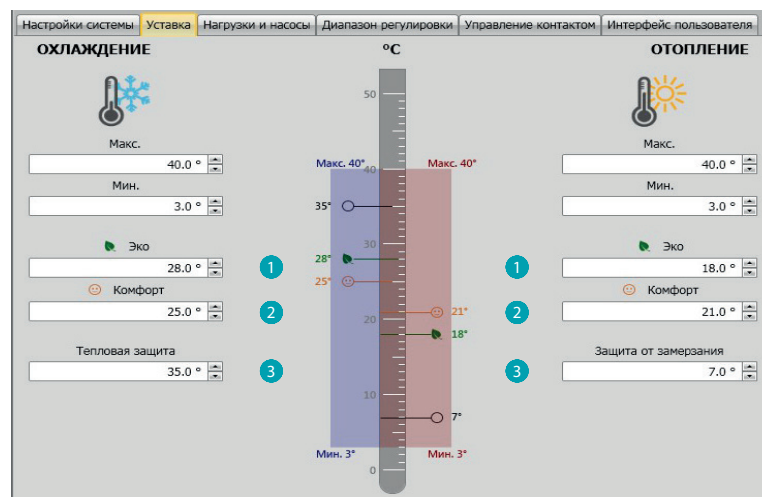 Настройки системы Уставка Нагрузки и насосы Диапазон регулировки Управление контактом Интерфейс пользователя
ОХЛАЖДЕНИЕ
Макс.
40.0 °
Мин.
3.0 °
Эко
28.0 °
1
Комфорт
25.0 °
2
Тепловая защита
35.0 °
3
°C
50
Макс. 40° 40 Макс. 40°
35°
30
28°
25°
21°
20
18°
10
7°
Мин. 3° Мин. 3°
0
ОТОПЛЕНИЕ
Макс.
40.0 °
Мин.
3.0 °
Эко
1
18.0 °
Комфорт
2
21.0 °
Защита от замерзания
3
7.0 °